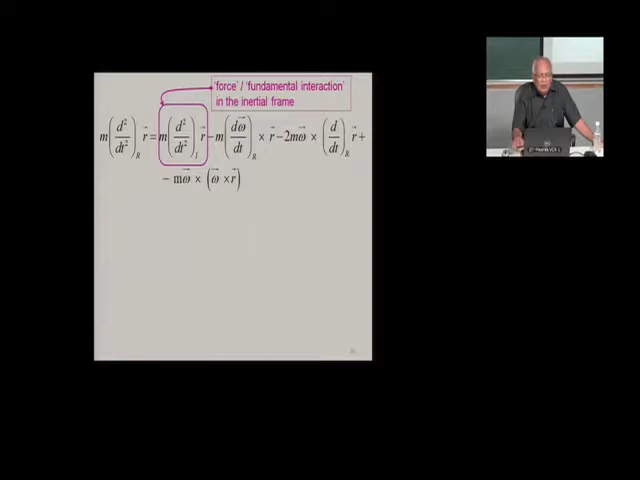 'force' / 'fundamental interaction'
in the inertial frame
m(d²/dt²)_R r⃗ = m(d²/dt²)_I r⃗ − m(dω⃗/dt)_R × r⃗ − 2mω⃗ × (d/dt)_R r⃗ +
− mω⃗ × (ω⃗ × r⃗)